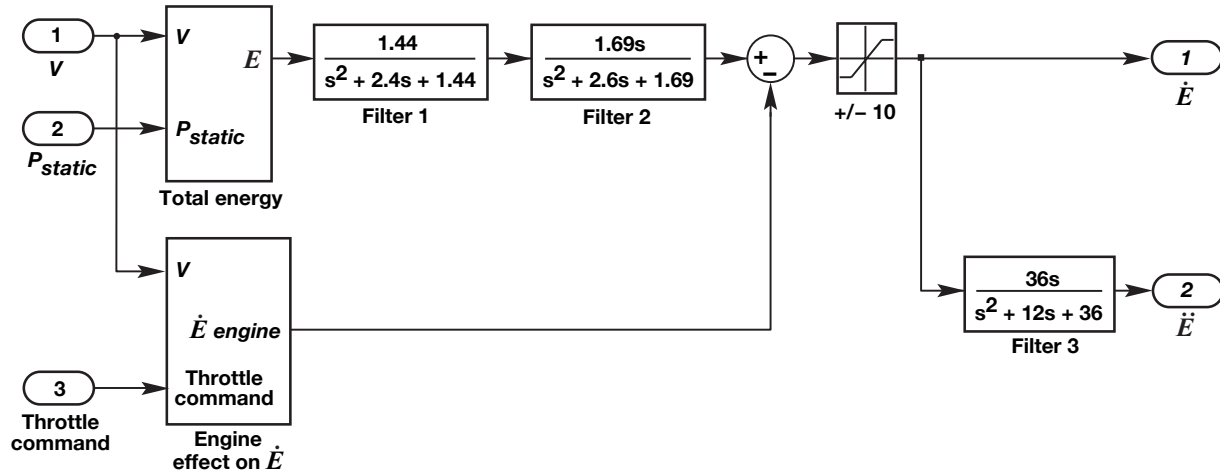 1
V
2
P_static
V
E
P_static
Total energy
1.44
s² + 2.4s + 1.44
Filter 1
1.69s
s² + 2.6s + 1.69
Filter 2
+
−
+/− 10
1
Ė
V
Ė engine
Throttle
command
Engine
effect on Ė
3
Throttle
command
36s
s² + 12s + 36
Filter 3
2
Ë